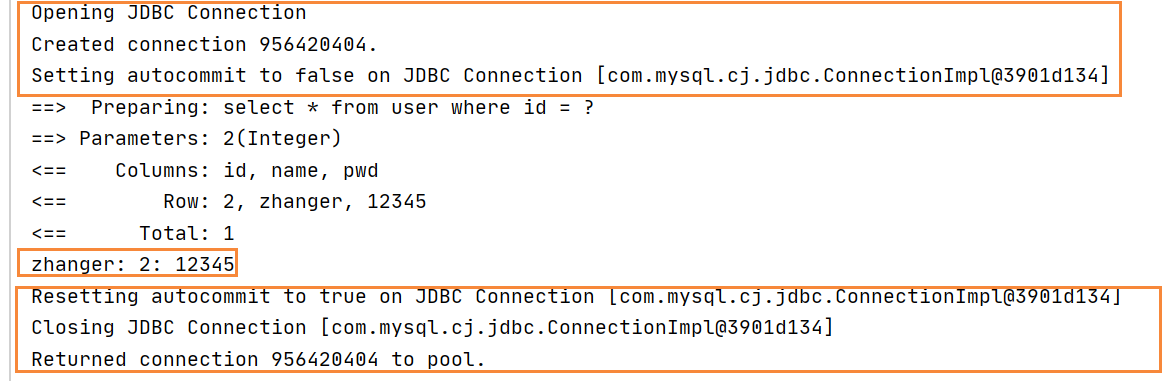 Opening JDBC Connection
Created connection 956420404.
Setting autocommit to false on JDBC Connection [com.mysql.cj.jdbc.ConnectionImpl@3901d134]
==>  Preparing: select * from user where id = ?
==> Parameters: 2(Integer)
<==    Columns: id, name, pwd
<==        Row: 2, zhanger, 12345
<==      Total: 1
zhanger: 2: 12345
Resetting autocommit to true on JDBC Connection [com.mysql.cj.jdbc.ConnectionImpl@3901d134]
Closing JDBC Connection [com.mysql.cj.jdbc.ConnectionImpl@3901d134]
Returned connection 956420404 to pool.